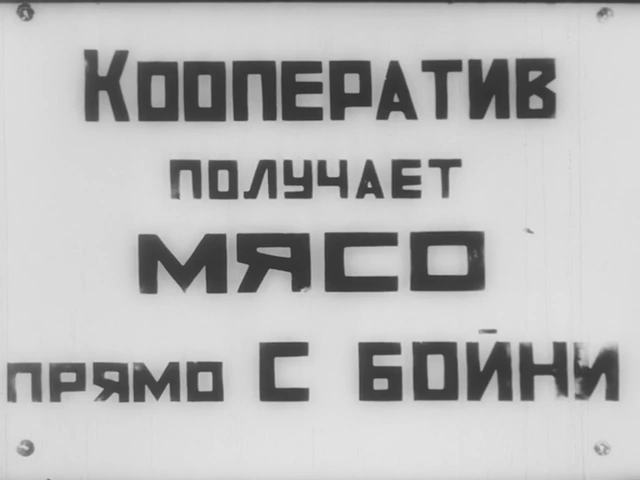 Кооператив
получает
мясо
прямо С бойни